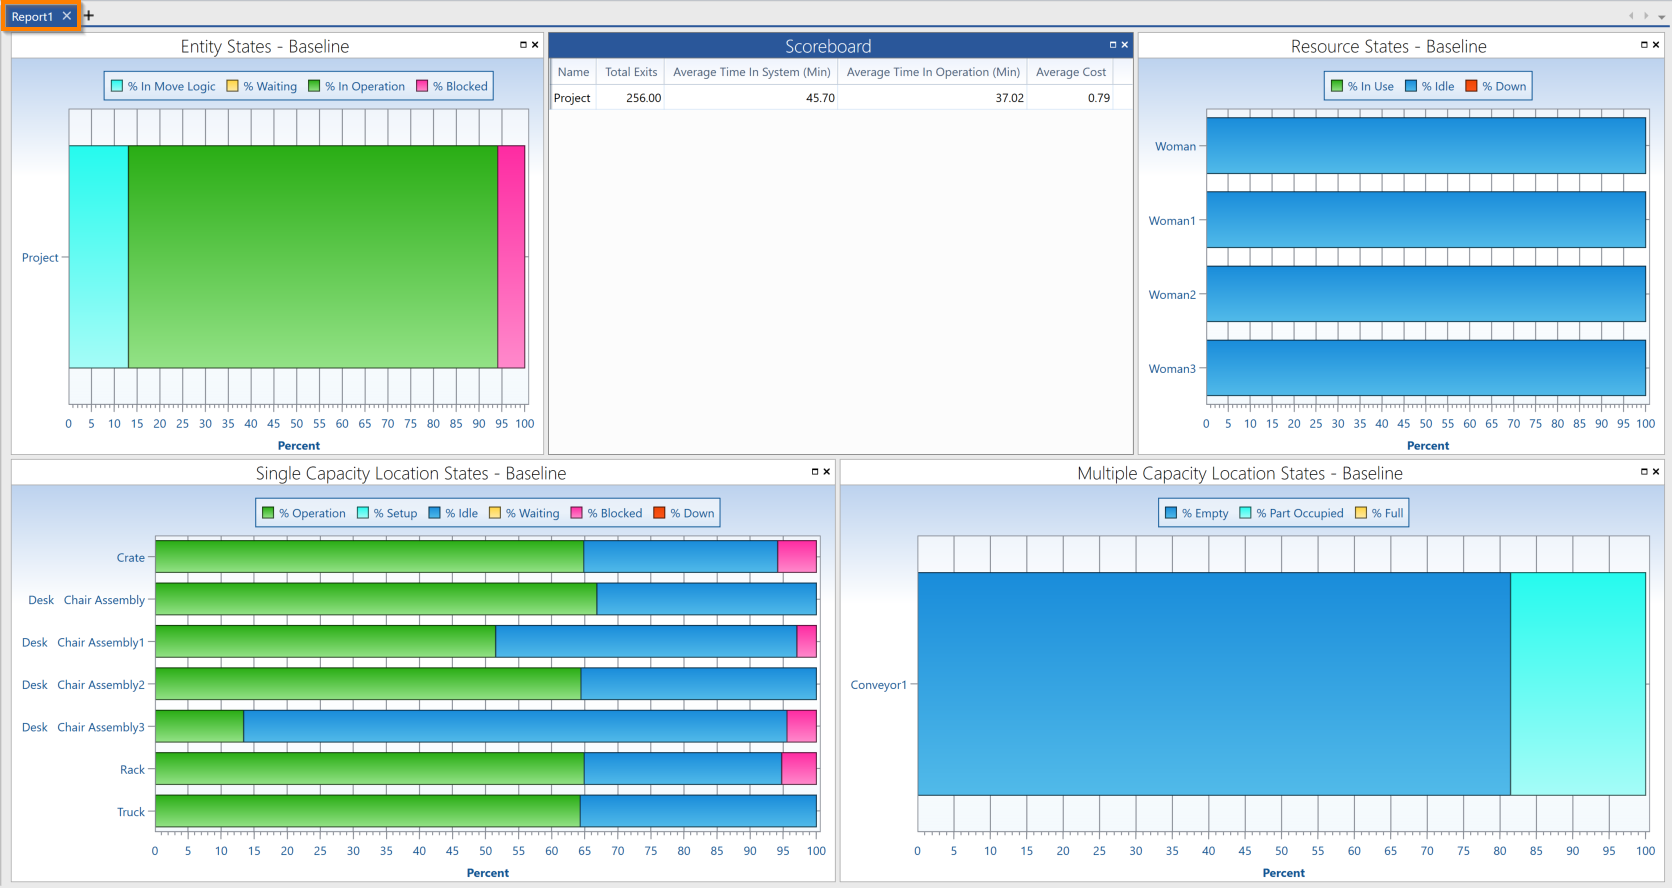 Report1
Entity States - Baseline
% In Move Logic % Waiting % In Operation % Blocked
Project
0 5 10 15 20 25 30 35 40 45 50 55 60 65 70 75 80 85 90 95 100
Percent
Scoreboard
Name Total Exits Average Time In System (Min) Average Time In Operation (Min) Average Cost
Project 256.00 45.70 37.02 0.79
Resource States - Baseline
% In Use % Idle % Down
Woman
Woman1
Woman2
Woman3
0 5 10 15 20 25 30 35 40 45 50 55 60 65 70 75 80 85 90 95 100
Percent
Single Capacity Location States - Baseline
% Operation % Setup % Idle % Waiting % Blocked % Down
Crate
Desk Chair Assembly
Desk Chair Assembly1
Desk Chair Assembly2
Desk Chair Assembly3
Rack
Truck
0 5 10 15 20 25 30 35 40 45 50 55 60 65 70 75 80 85 90 95 100
Percent
Multiple Capacity Location States - Baseline
% Empty % Part Occupied % Full
Conveyor1
0 5 10 15 20 25 30 35 40 45 50 55 60 65 70 75 80 85 90 95 100
Percent